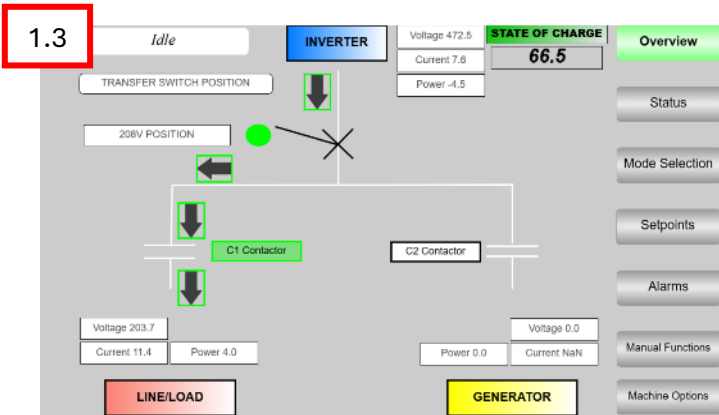 1.3
Idle
INVERTER
Voltage 472.5
Current 7.6
Power -4.5
STATE OF CHARGE
66.5
Overview
TRANSFER SWITCH POSITION
Status
208V POSITION
Mode Selection
Setpoints
C1 Contactor
C2 Contactor
Alarms
Voltage 203.7
Current 11.4
Power 4.0
Voltage 0.0
Power 0.0
Current NaN
Manual Functions
LINE/LOAD
GENERATOR
Machine Options